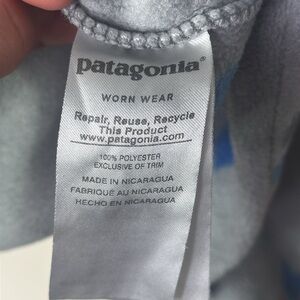 patagonia®
WORN WEAR
Repair, Reuse, Recycle
This Product
www.patagonia.com
100% POLYESTER
EXCLUSIVE OF TRIM
MADE IN NICARAGUA
FABRIQUÉ AU NICARAGUA
HECHO EN NICARAGUA